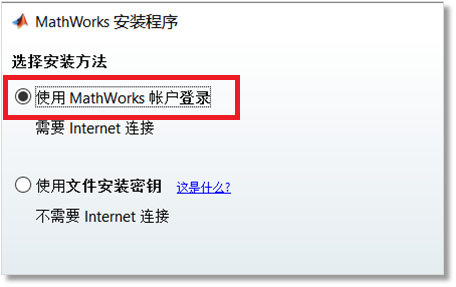 MathWorks 安装程序
选择安装方法
使用 MathWorks 帐户登录
需要 Internet 连接
使用文件安装密钥 这是什么?
不需要 Internet 连接